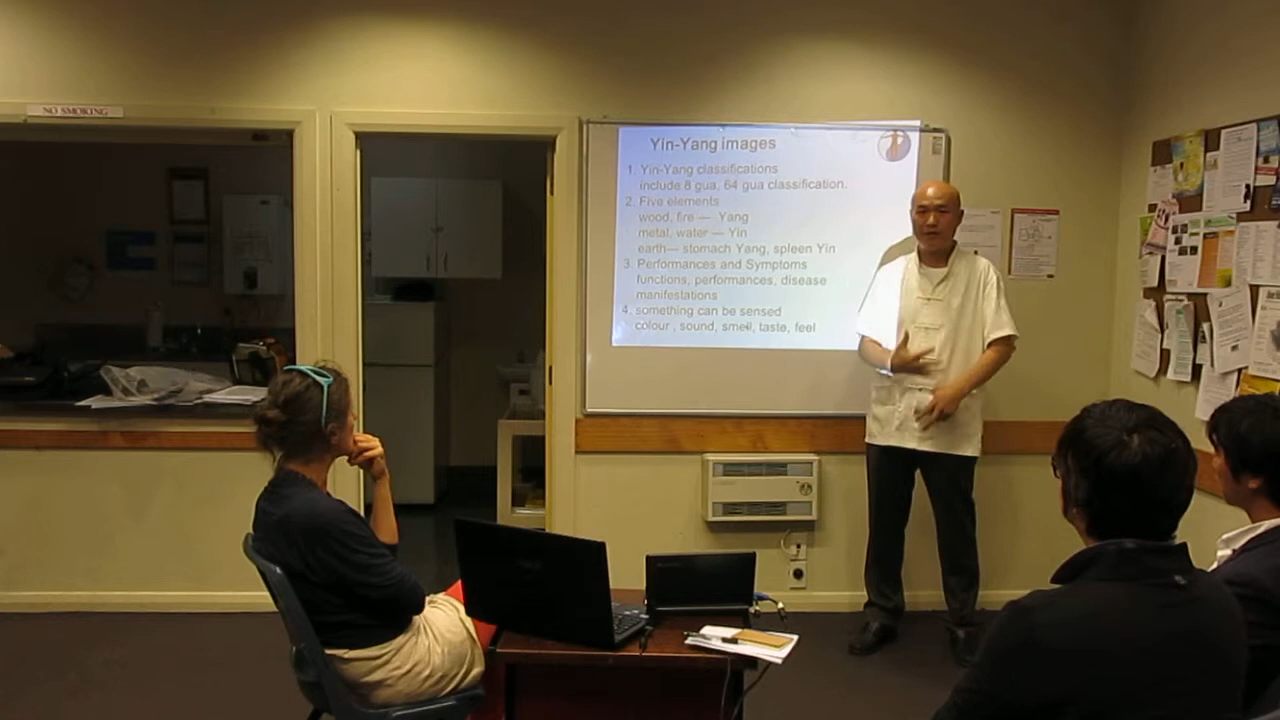 NO SMOKING
Yin-Yang images
1. Yin-Yang classifications
include 8 gua, 64 gua classification.
2. Five elements
wood, fire — Yang
metal, water — Yin
earth— stomach Yang, spleen Yin
3. Performances and Symptoms
functions, performances, disease
manifestations
4. something can be sensed
colour , sound, smell, taste, feel